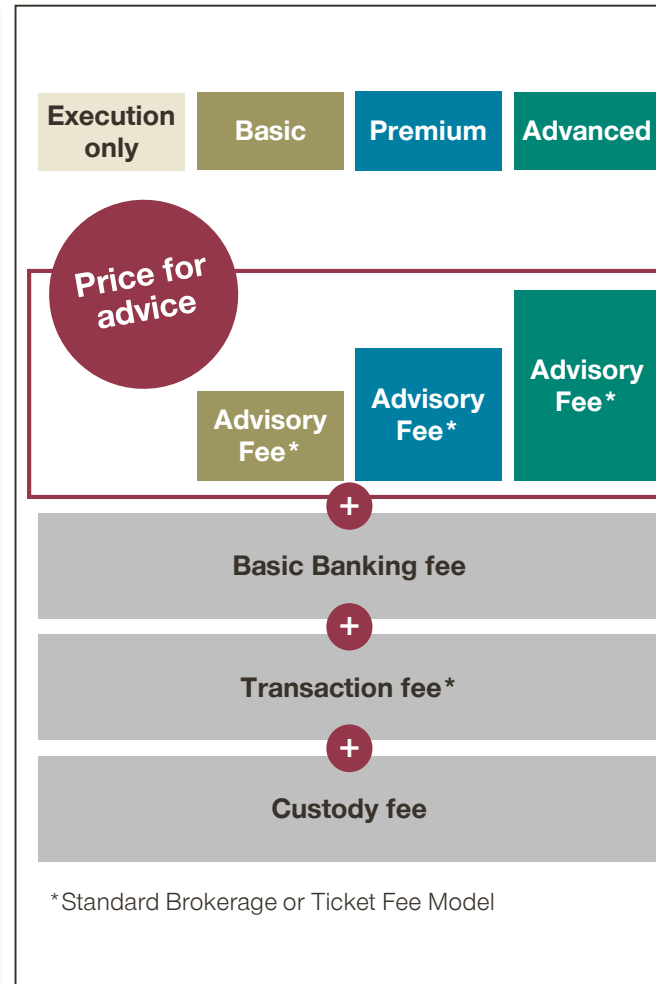 Execution
only
Basic
Premium
Advanced
Price for
advice
Advisory
Fee*
Advisory
Fee*
Advisory
Fee*
+
Basic Banking fee
+
Transaction fee*
+
Custody fee
*Standard Brokerage or Ticket Fee Model